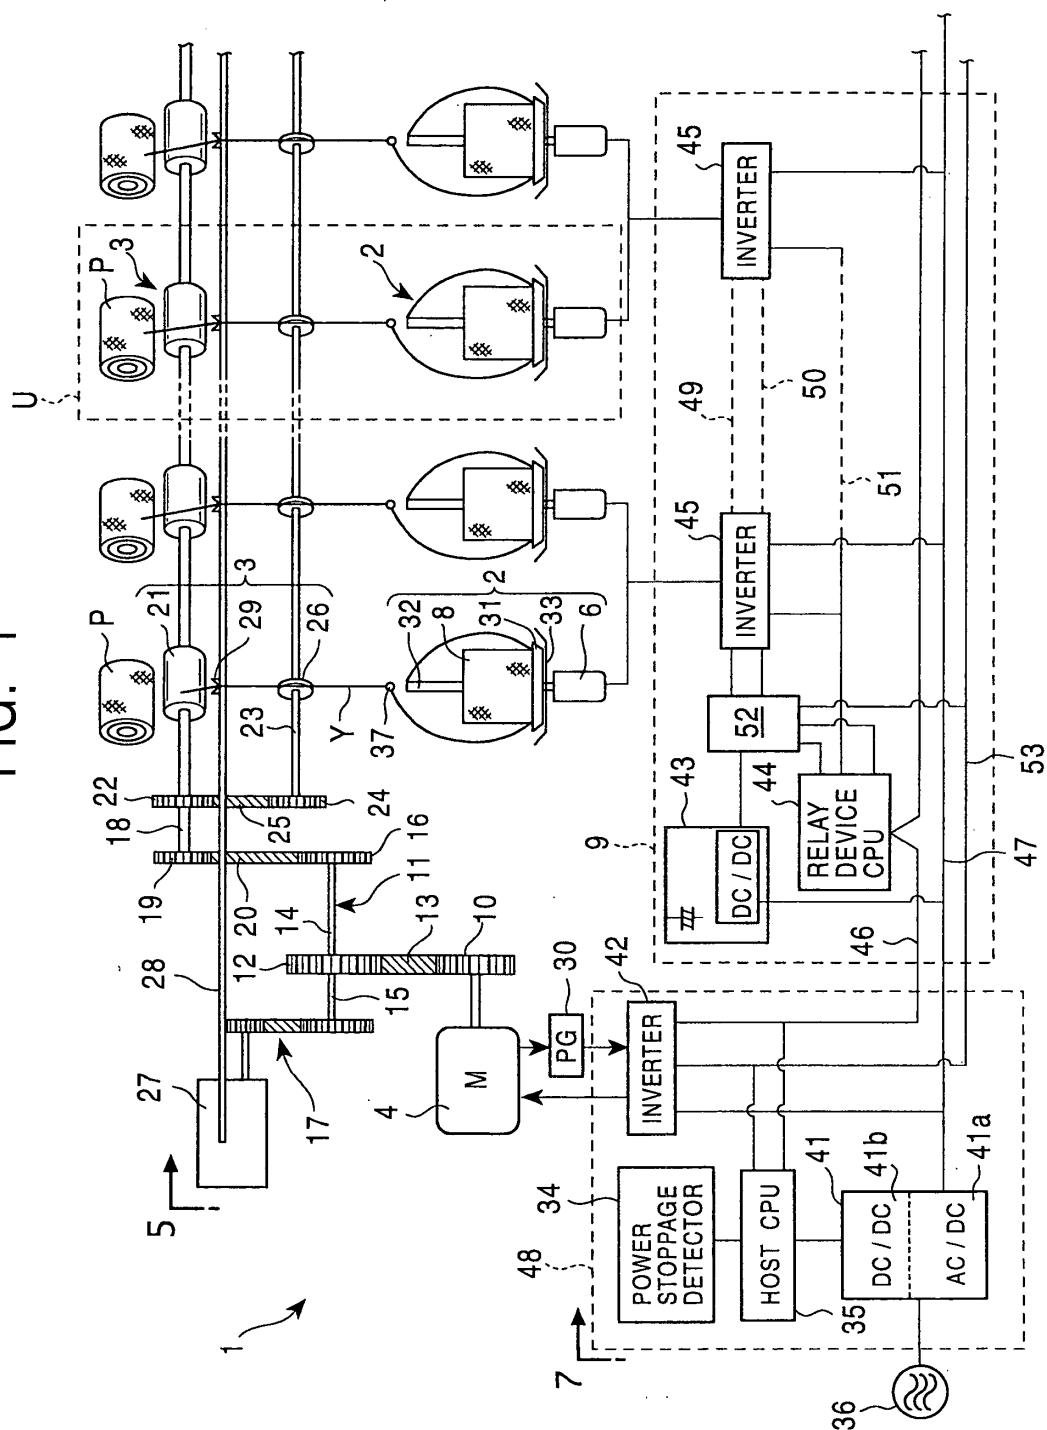 FIG. 1
U
P
3
P
21
29
26
3
22
18
25
24
23
Y
37
32
8
31
33
6
2
2
19
20
14
16
11
12
13
10
15
28
27
17
5
4
M
PG
30
42
INVERTER
1
7
48
34
POWER
STOPPAGE
DETECTOR
HOST CPU
35
41
DC / DC
41b
AC / DC
41a
36
9
43
DC / DC
44
RELAY
DEVICE
CPU
52
45
INVERTER
45
INVERTER
49
50
51
46
47
53